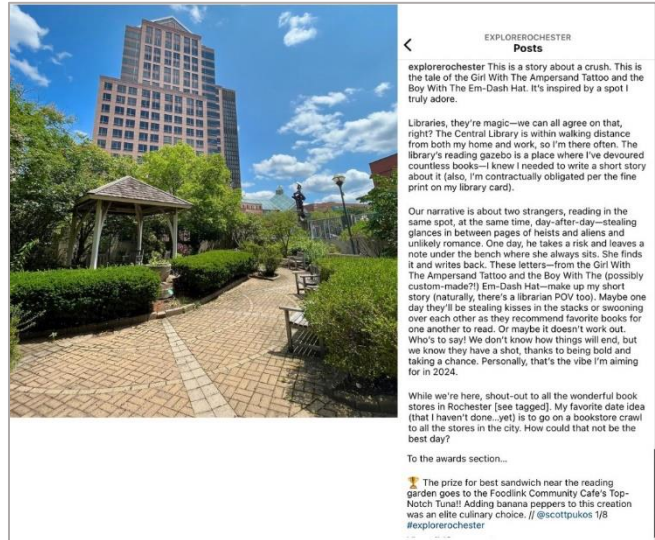 EXPLOREROCHESTER
Posts
explorerochester This is a story about a crush. This is
the tale of the Girl With The Ampersand Tattoo and the
Boy With The Em-Dash Hat. It's inspired by a spot I
truly adore.
Libraries, they're magic—we can all agree on that,
right? The Central Library is within walking distance
from both my home and work, so I'm there often. The
library's reading gazebo is a place where I've devoured
countless books—I knew I needed to write a short story
about it (also, I'm contractually obligated per the fine
print on my library card).
Our narrative is about two strangers, reading in the
same spot, at the same time, day-after-day—stealing
glances in between pages of heists and aliens and
unlikely romance. One day, he takes a risk and leaves a
note under the bench where she always sits. She finds
it and writes back. These letters—from the Girl With
The Ampersand Tattoo and the Boy With The (possibly
custom-made?!) Em-Dash Hat—make up my short
story (naturally, there's a librarian POV too). Maybe one
day they'll be stealing kisses in the stacks or swooning
over each other as they recommend favorite books for
one another to read. Or maybe it doesn't work out.
Who's to say! We don't know how things will end, but
we know they have a shot, thanks to being bold and
taking a chance. Personally, that's the vibe I'm aiming
for in 2024.
While we're here, shout-out to all the wonderful book
stores in Rochester [see tagged]. My favorite date idea
(that I haven't done...yet) is to go on a bookstore crawl
to all the stores in the city. How could that not be the
best day?
To the awards section...
🏆 The prize for best sandwich near the reading
garden goes to the Foodlink Community Cafe's Top-
Notch Tuna!! Adding banana peppers to this creation
was an elite culinary choice. // @scottpukos 1/8
#explorerochester